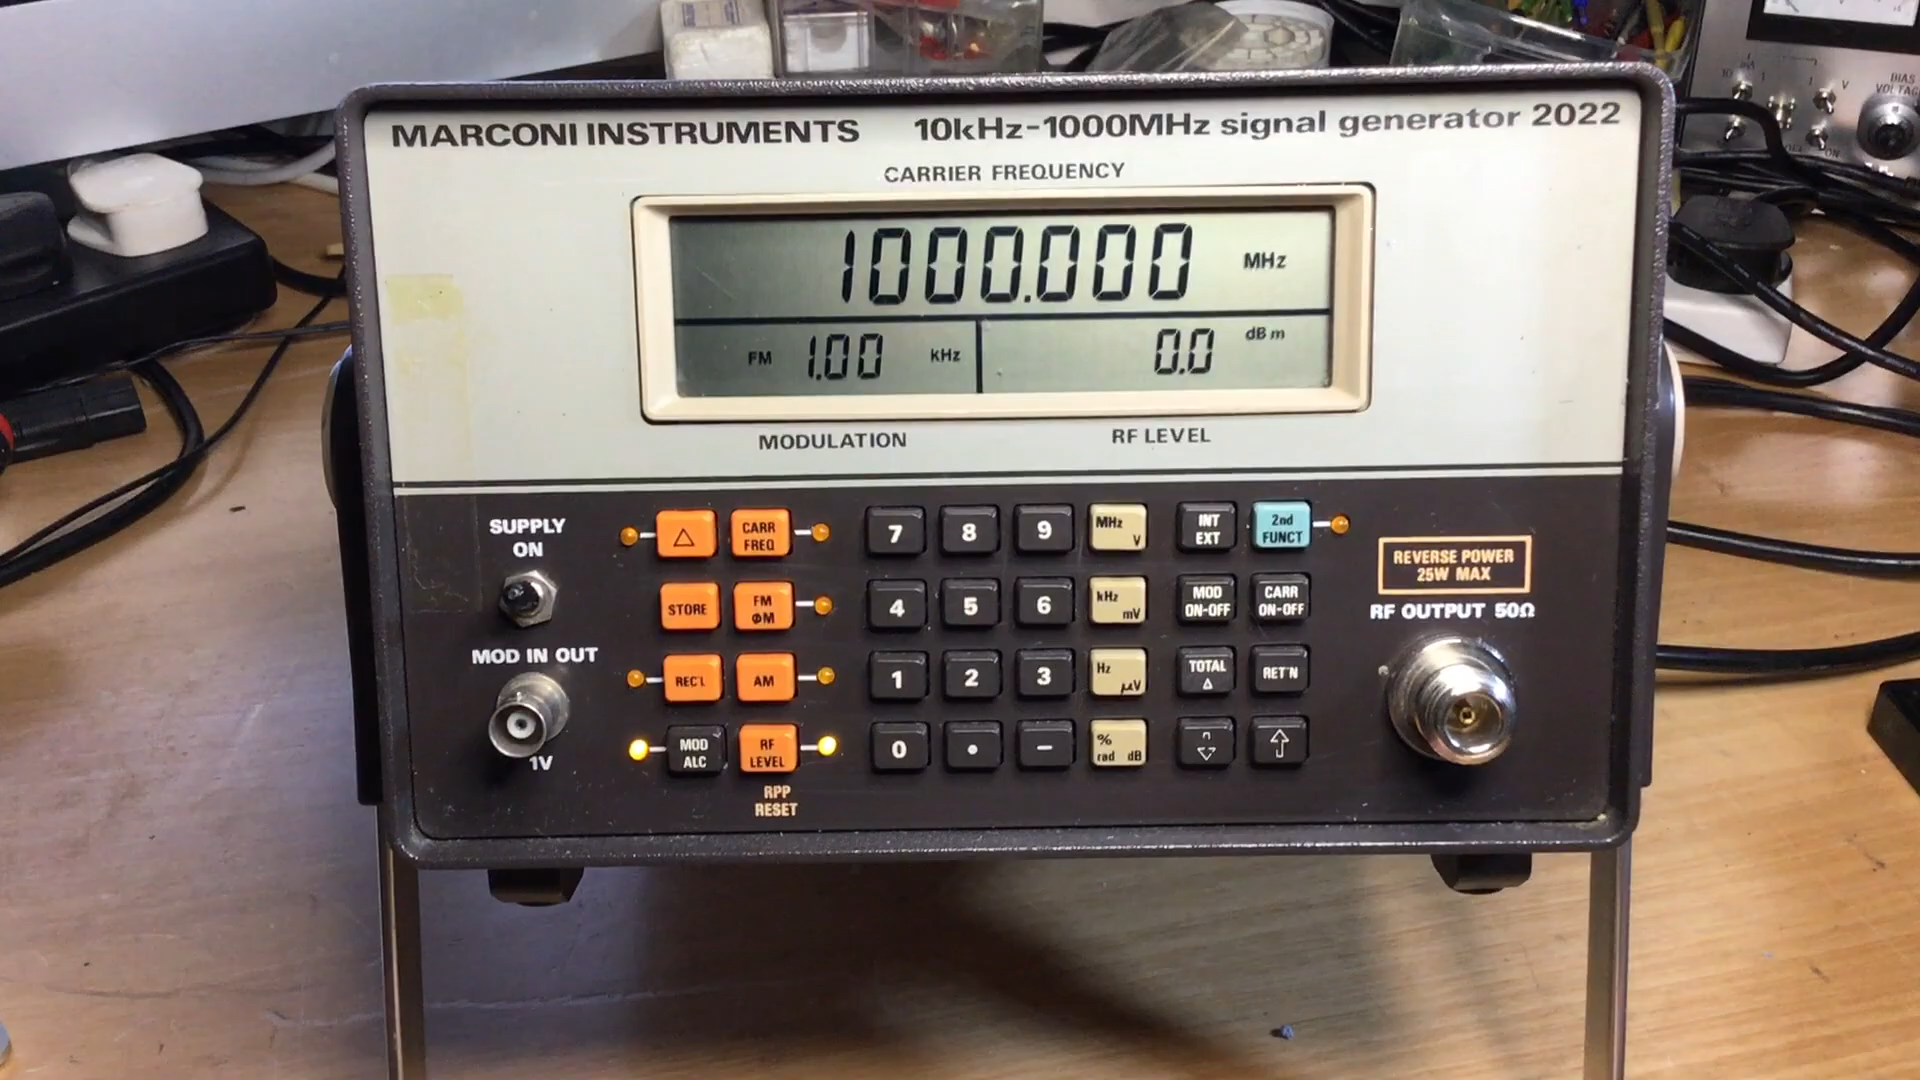 MARCONI INSTRUMENTS 10kHz-1000MHz signal generator 2022
CARRIER FREQUENCY
1000.000 MHz
FM 1.00 kHz
0.0 dBm
MODULATION
RF LEVEL
SUPPLY
ON
MOD IN OUT
1V
△
CARR
FREQ
STORE
FM
ΦM
REC'L
AM
MOD
ALC
RF
LEVEL
RPP
RESET
7
8
9
MHz
V
4
5
6
kHz
mV
1
2
3
Hz
µV
0
•
−
%
rad dB
INT
EXT
2nd
FUNCT
MOD
ON-OFF
CARR
ON-OFF
TOTAL
△
RET'N
REVERSE POWER
25W MAX
RF OUTPUT 50Ω
BIAS
ON